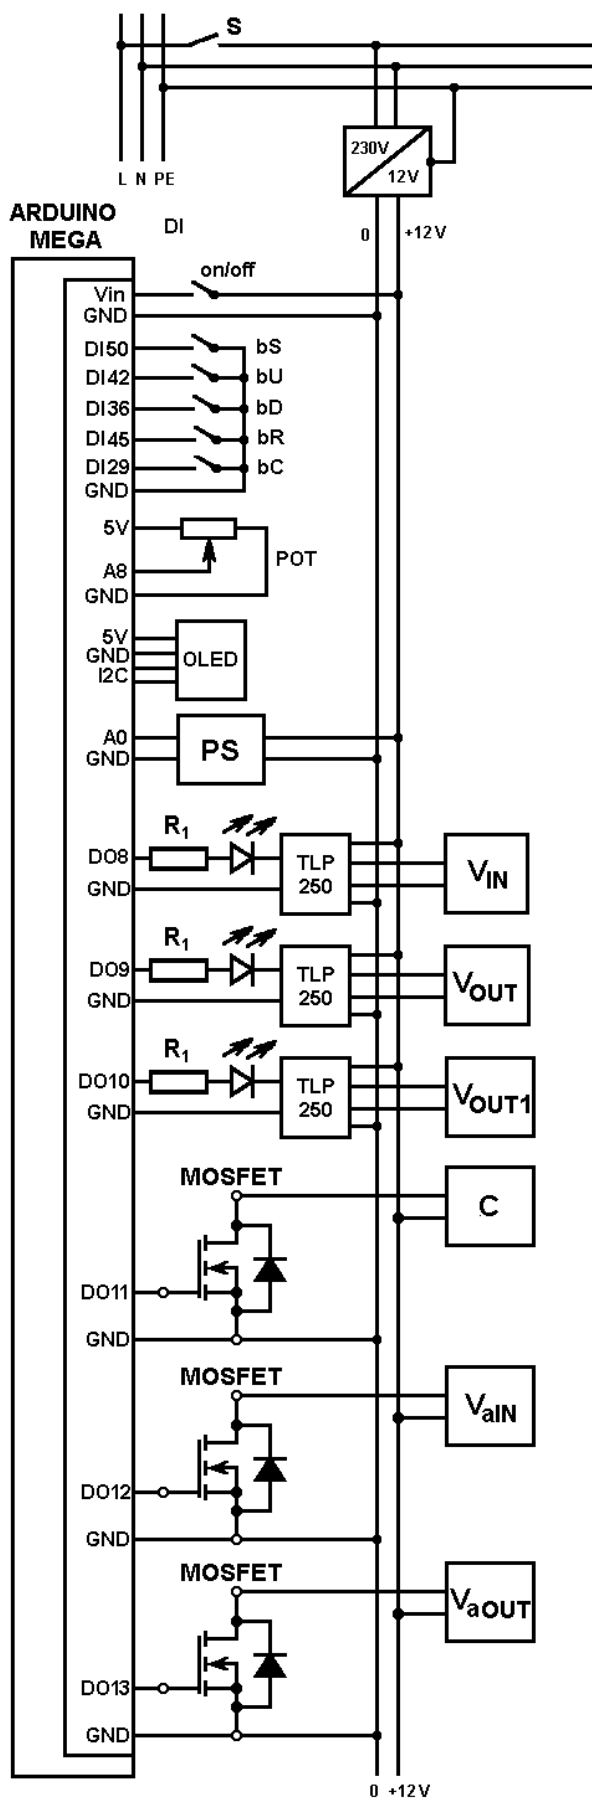 S
230V
12V
L N PE
ARDUINO
MEGA
DI
0
+12V
on/off
Vin
GND
DI50
bS
DI42
bU
DI36
bD
DI45
bR
DI29
bC
GND
5V
A8
POT
GND
5V
GND
I2C
OLED
A0
GND
PS
R1
DO8
GND
TLP
250
VIN
R1
DO9
GND
TLP
250
VOUT
R1
DO10
GND
TLP
250
VOUT1
MOSFET
C
DO11
GND
MOSFET
VaIN
DO12
GND
MOSFET
VaOUT
DO13
GND
0 +12V